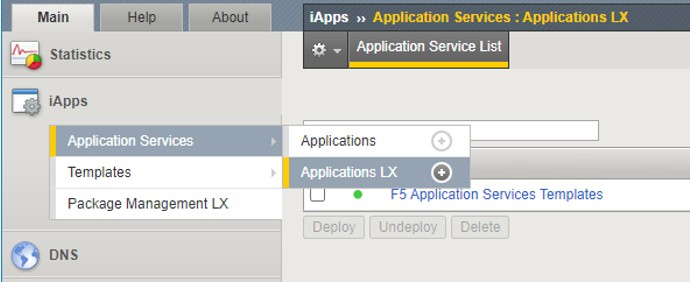 Main
Help
About
Statistics
iApps
Application Services
Templates
Package Management LX
DNS
Applications
Applications LX
iApps ›› Application Services : Applications LX
Application Service List
F5 Application Services Templates
Deploy
Undeploy
Delete